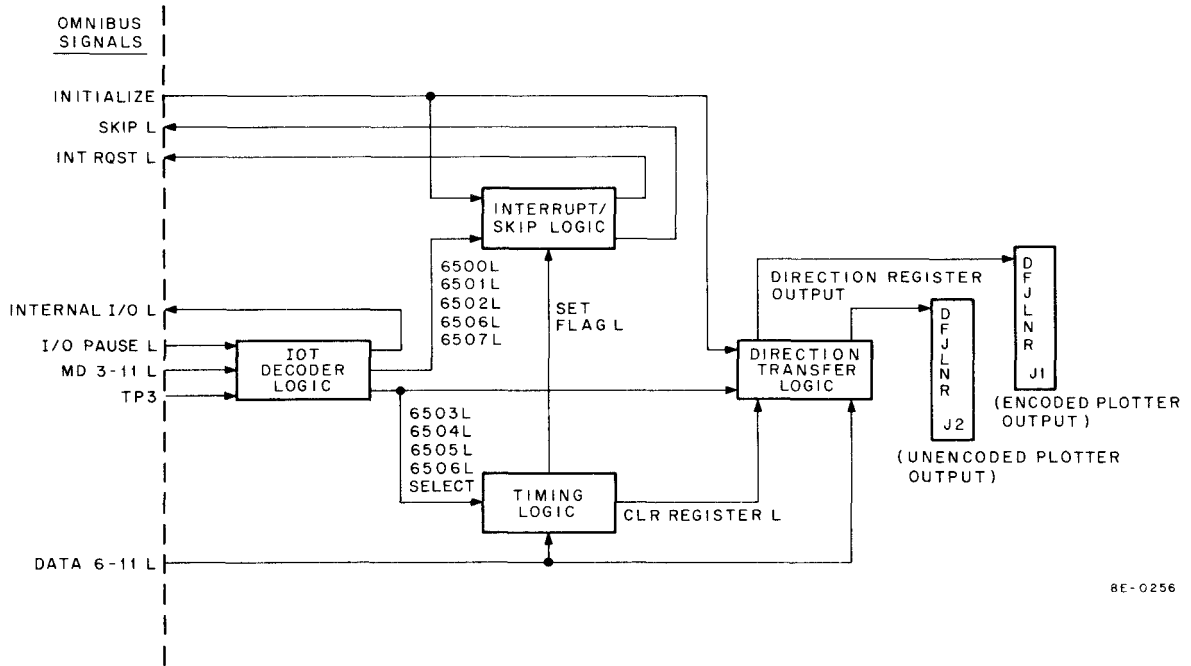 OMNIBUS
SIGNALS
INITIALIZE
SKIP L
INT RQST L
INTERRUPT/
SKIP LOGIC
6500L
6501L
6502L
6506L
6507L
SET
FLAG L
INTERNAL I/O L
I/O PAUSE L
MD 3-11 L
TP3
IOT
DECODER
LOGIC
6503L
6504L
6505L
6506L
SELECT
TIMING
LOGIC
CLR REGISTER L
DATA 6-11 L
DIRECTION REGISTER
OUTPUT
DIRECTION
TRANSFER
LOGIC
D
F
J
L
N
R
J2
(UNENCODED PLOTTER
OUTPUT)
D
F
J
L
N
R
J1
(ENCODED PLOTTER
OUTPUT)
8E-0256